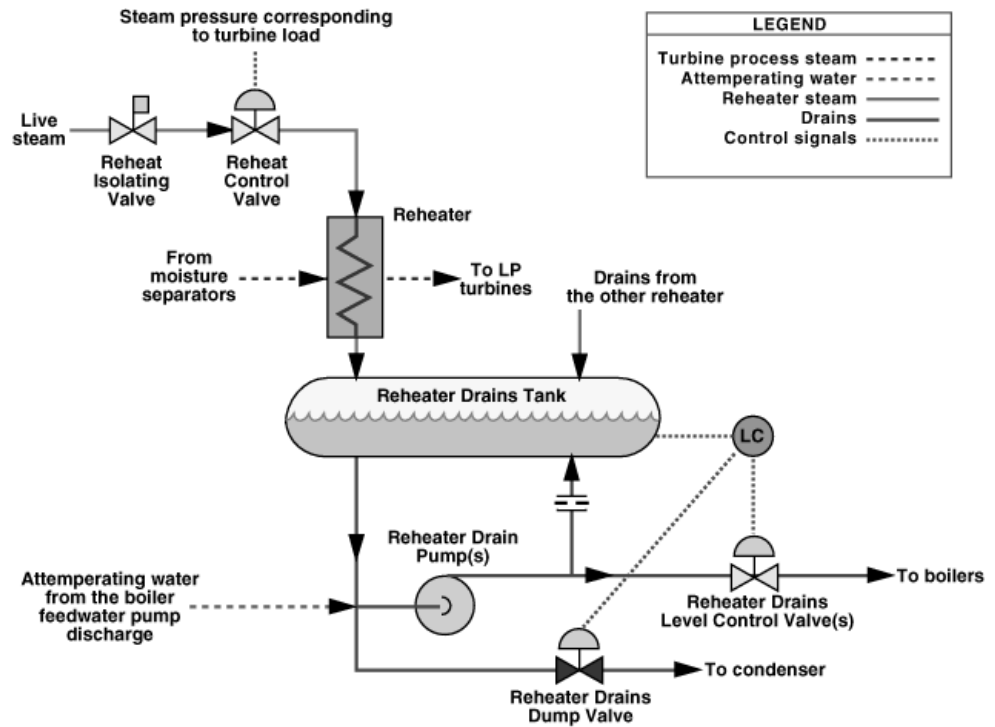 Steam pressure corresponding
to turbine load
LEGEND
Turbine process steam
Attemperating water
Reheater steam
Drains
Control signals
Live
steam
Reheat
Isolating
Valve
Reheat
Control
Valve
Reheater
From
moisture
separators
To LP
turbines
Drains from
the other reheater
Reheater Drains Tank
LC
Reheater Drain
Pump(s)
Attemperating water
from the boiler
feedwater pump
discharge
To boilers
Reheater Drains
Level Control Valve(s)
To condenser
Reheater Drains
Dump Valve